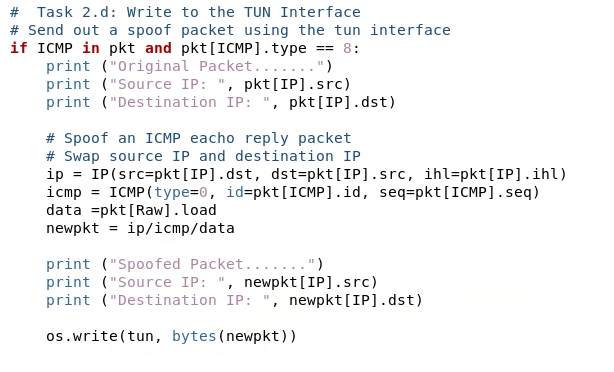 #  Task 2.d: Write to the TUN Interface
# Send out a spoof packet using the tun interface
if ICMP in pkt and pkt[ICMP].type == 8:
    print ("Original Packet.......")
    print ("Source IP: ", pkt[IP].src)
    print ("Destination IP: ", pkt[IP].dst)

    # Spoof an ICMP eacho reply packet
    # Swap source IP and destination IP
    ip = IP(src=pkt[IP].dst, dst=pkt[IP].src, ihl=pkt[IP].ihl)
    icmp = ICMP(type=0, id=pkt[ICMP].id, seq=pkt[ICMP].seq)
    data =pkt[Raw].load
    newpkt = ip/icmp/data

    print ("Spoofed Packet.......")
    print ("Source IP: ", newpkt[IP].src)
    print ("Destination IP: ", newpkt[IP].dst)

    os.write(tun, bytes(newpkt))